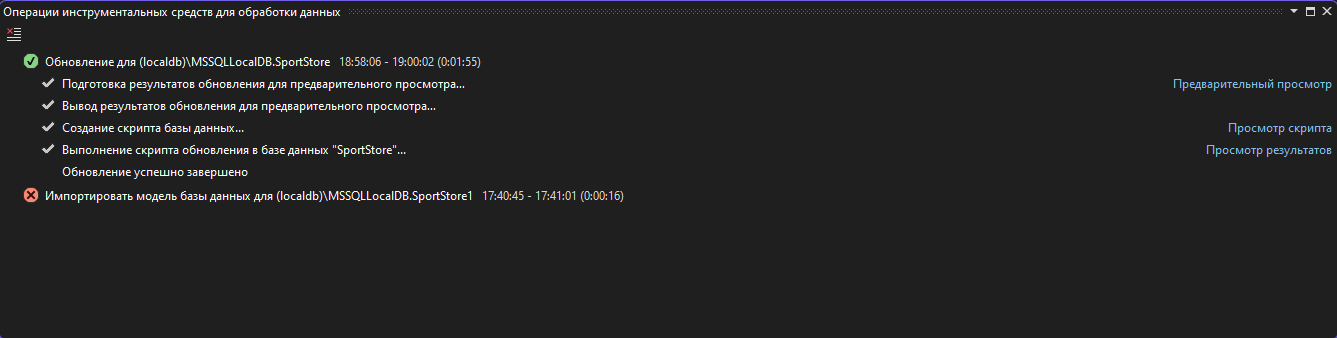 Операции инструментальных средств для обработки данных
Обновление для (localdb)\MSSQLLocalDB.SportStore 18:58:06 - 19:00:02 (0:01:55)
Подготовка результатов обновления для предварительного просмотра... Предварительный просмотр
Вывод результатов обновления для предварительного просмотра...
Создание скрипта базы данных... Просмотр скрипта
Выполнение скрипта обновления в базе данных "SportStore"... Просмотр результатов
Обновление успешно завершено
Импортировать модель базы данных для (localdb)\MSSQLLocalDB.SportStore1 17:40:45 - 17:41:01 (0:00:16)